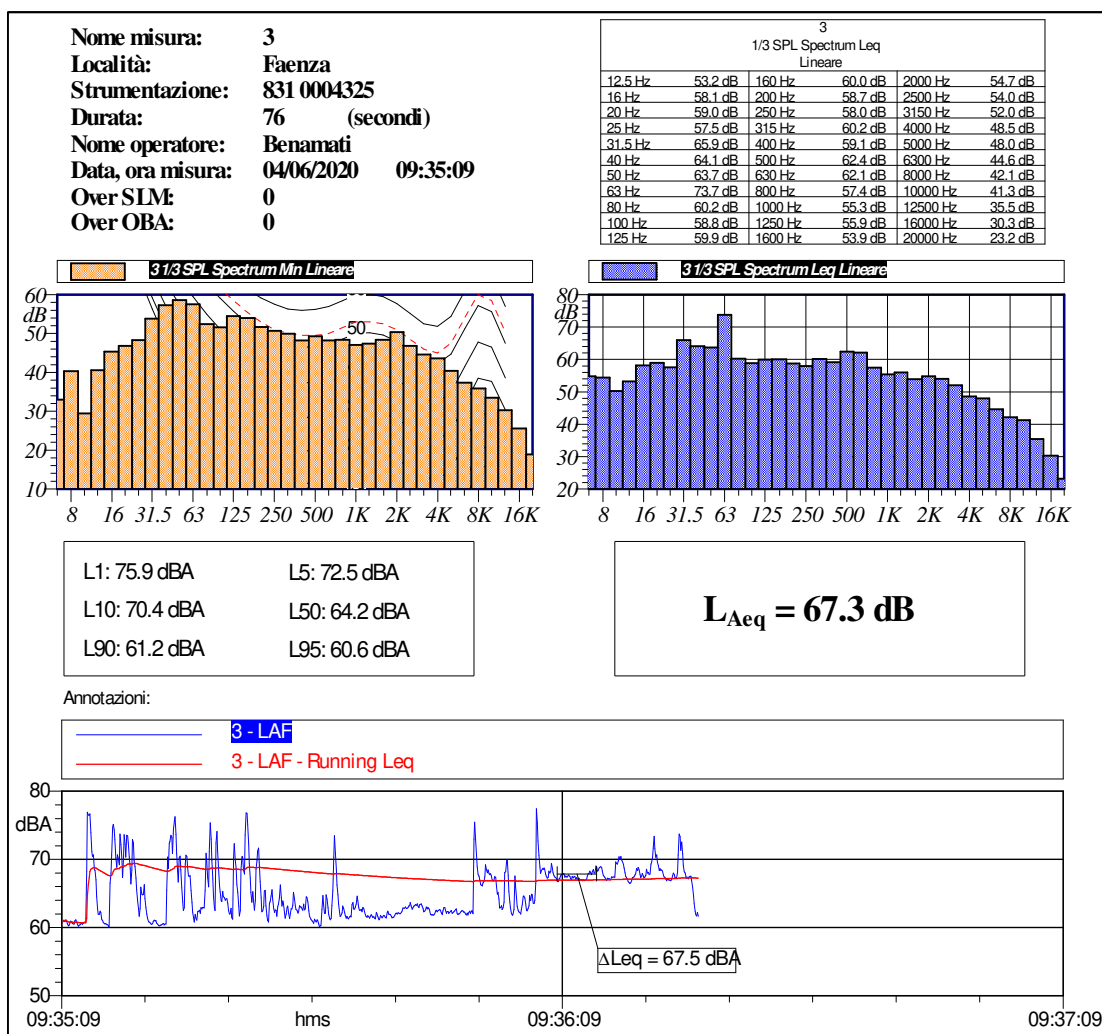 Nome misura: 3
Località: Faenza
Strumentazione: 831 0004325
Durata: 76 (secondi)
Nome operatore: Benamati
Data, ora misura: 04/06/2020 09:35:09
Over SLM: 0
Over OBA: 0
3
1/3 SPL Spectrum Leq
Lineare
12.5 Hz 53.2 dB 160 Hz 60.0 dB 2000 Hz 54.7 dB
16 Hz 58.1 dB 200 Hz 58.7 dB 2500 Hz 54.0 dB
20 Hz 59.0 dB 250 Hz 58.0 dB 3150 Hz 52.0 dB
25 Hz 57.5 dB 315 Hz 60.2 dB 4000 Hz 48.5 dB
31.5 Hz 65.9 dB 400 Hz 59.1 dB 5000 Hz 48.0 dB
40 Hz 64.1 dB 500 Hz 62.4 dB 6300 Hz 44.6 dB
50 Hz 63.7 dB 630 Hz 62.1 dB 8000 Hz 42.1 dB
63 Hz 73.7 dB 800 Hz 57.4 dB 10000 Hz 41.3 dB
80 Hz 60.2 dB 1000 Hz 55.3 dB 12500 Hz 35.5 dB
100 Hz 58.8 dB 1250 Hz 55.9 dB 16000 Hz 30.3 dB
125 Hz 59.9 dB 1600 Hz 53.9 dB 20000 Hz 23.2 dB
3 1/3 SPL Spectrum Min Lineare
60
dB
50
40
30
20
10
50
8 16 31.5 63 125 250 500 1K 2K 4K 8K 16K
3 1/3 SPL Spectrum Leq Lineare
80
dB
70
60
50
40
30
20
8 16 31.5 63 125 250 500 1K 2K 4K 8K 16K
L1: 75.9 dBA L5: 72.5 dBA
L10: 70.4 dBA L50: 64.2 dBA
L90: 61.2 dBA L95: 60.6 dBA
LAeq = 67.3 dB
Annotazioni:
3 - LAF
3 - LAF - Running Leq
80
dBA
70
60
50
ΔLeq = 67.5 dBA
09:35:09 hms 09:36:09 09:37:09